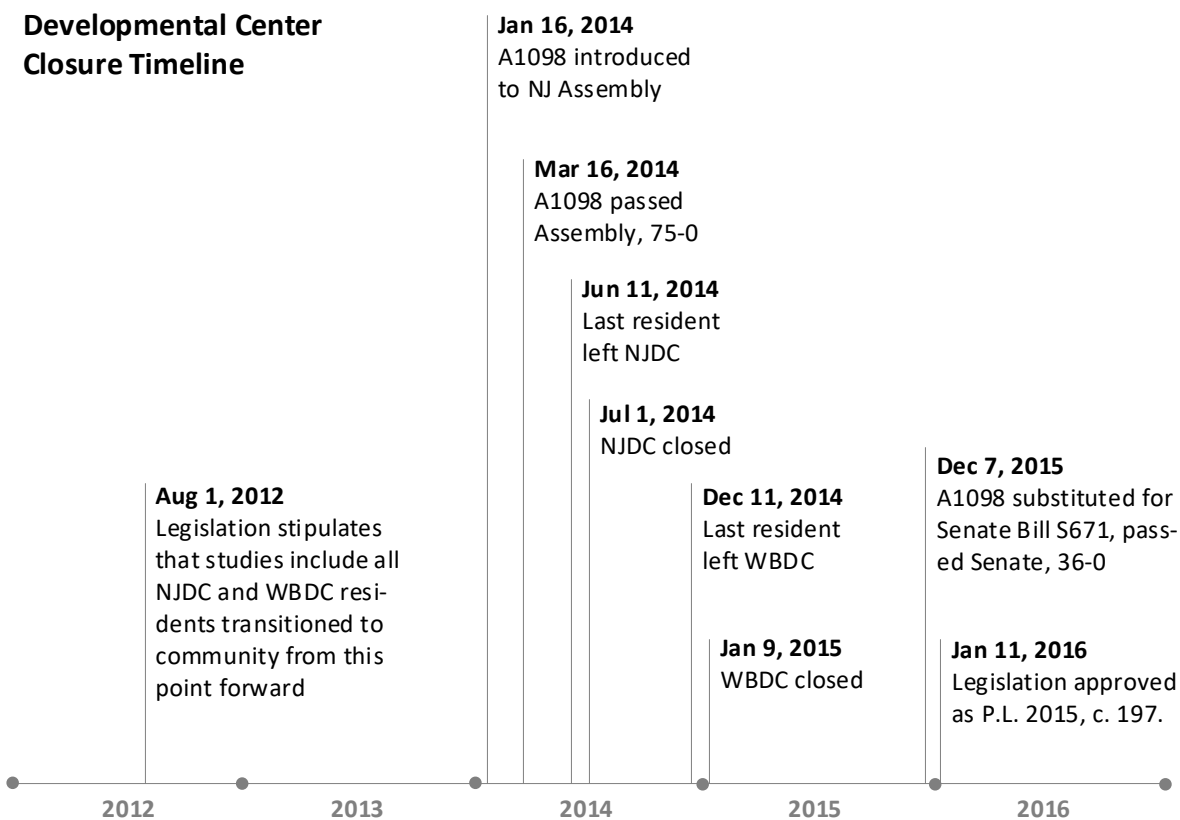 Developmental Center
Closure Timeline
Jan 16, 2014
A1098 introduced
to NJ Assembly
Mar 16, 2014
A1098 passed
Assembly, 75-0
Jun 11, 2014
Last resident
left NJDC
Jul 1, 2014
NJDC closed
Aug 1, 2012
Legislation stipulates
that studies include all
NJDC and WBDC resi-
dents transitioned to
community from this
point forward
Dec 11, 2014
Last resident
left WBDC
Jan 9, 2015
WBDC closed
Dec 7, 2015
A1098 substituted for
Senate Bill S671, pass-
ed Senate, 36-0
Jan 11, 2016
Legislation approved
as P.L. 2015, c. 197.
2012
2013
2014
2015
2016